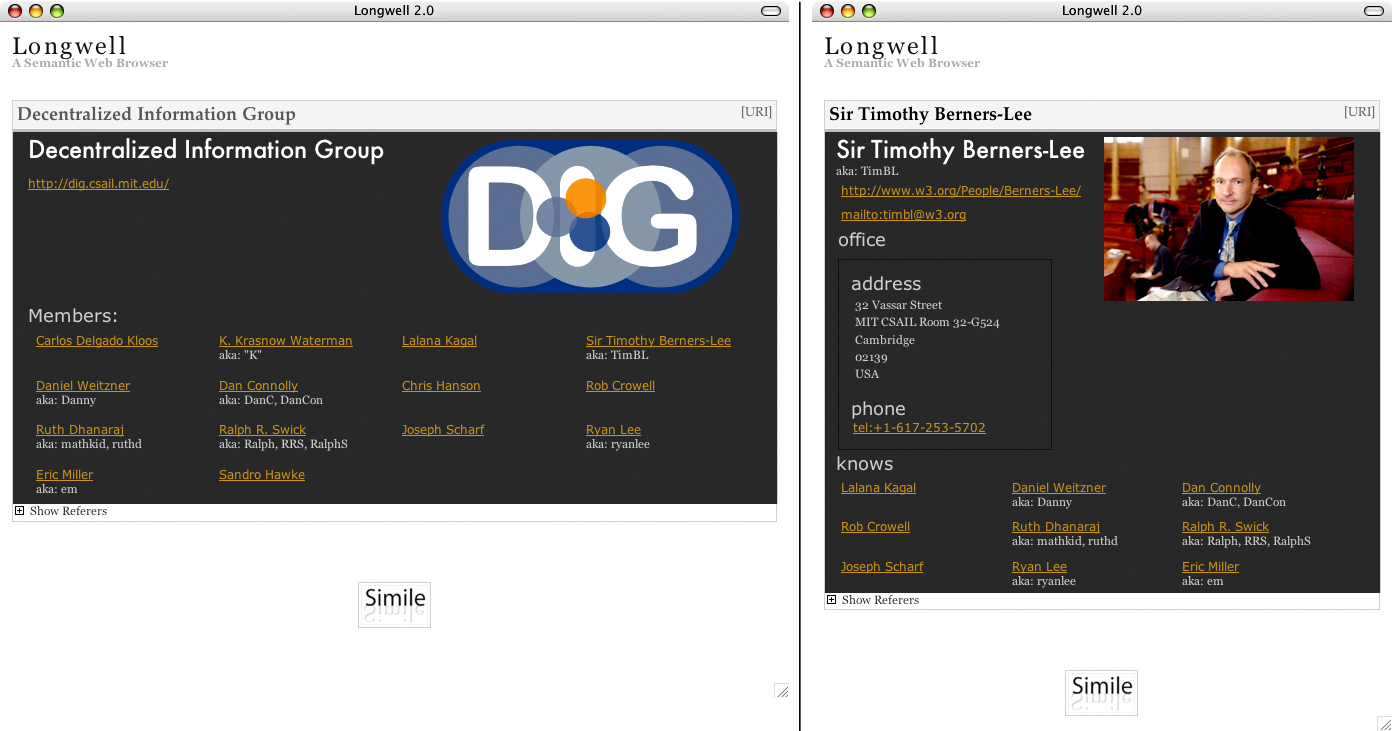 Longwell 2.0
Longwell
A Semantic Web Browser
Decentralized Information Group [URI]
Decentralized Information Group
http://dig.csail.mit.edu/
DIG
Members:
Carlos Delgado Kloos K. Krasnow Waterman Lalana Kagal Sir Timothy Berners-Lee
aka: "K" aka: TimBL
Daniel Weitzner Dan Connolly Chris Hanson Rob Crowell
aka: Danny aka: DanC, DanCon
Ruth Dhanaraj Ralph R. Swick Joseph Scharf Ryan Lee
aka: mathkid, ruthd aka: Ralph, RRS, RalphS aka: ryanlee
Eric Miller Sandro Hawke
aka: em
Show Referers
Simile
Longwell 2.0
Longwell
A Semantic Web Browser
Sir Timothy Berners-Lee [URI]
Sir Timothy Berners-Lee
aka: TimBL
http://www.w3.org/People/Berners-Lee/
mailto:timbl@w3.org
office
address
32 Vassar Street
MIT CSAIL Room 32-G524
Cambridge
02139
USA
phone
tel:+1-617-253-5702
knows
Lalana Kagal Daniel Weitzner Dan Connolly
aka: Danny aka: DanC, DanCon
Rob Crowell Ruth Dhanaraj Ralph R. Swick
aka: mathkid, ruthd aka: Ralph, RRS, RalphS
Joseph Scharf Ryan Lee Eric Miller
aka: ryanlee aka: em
Show Referers
Simile